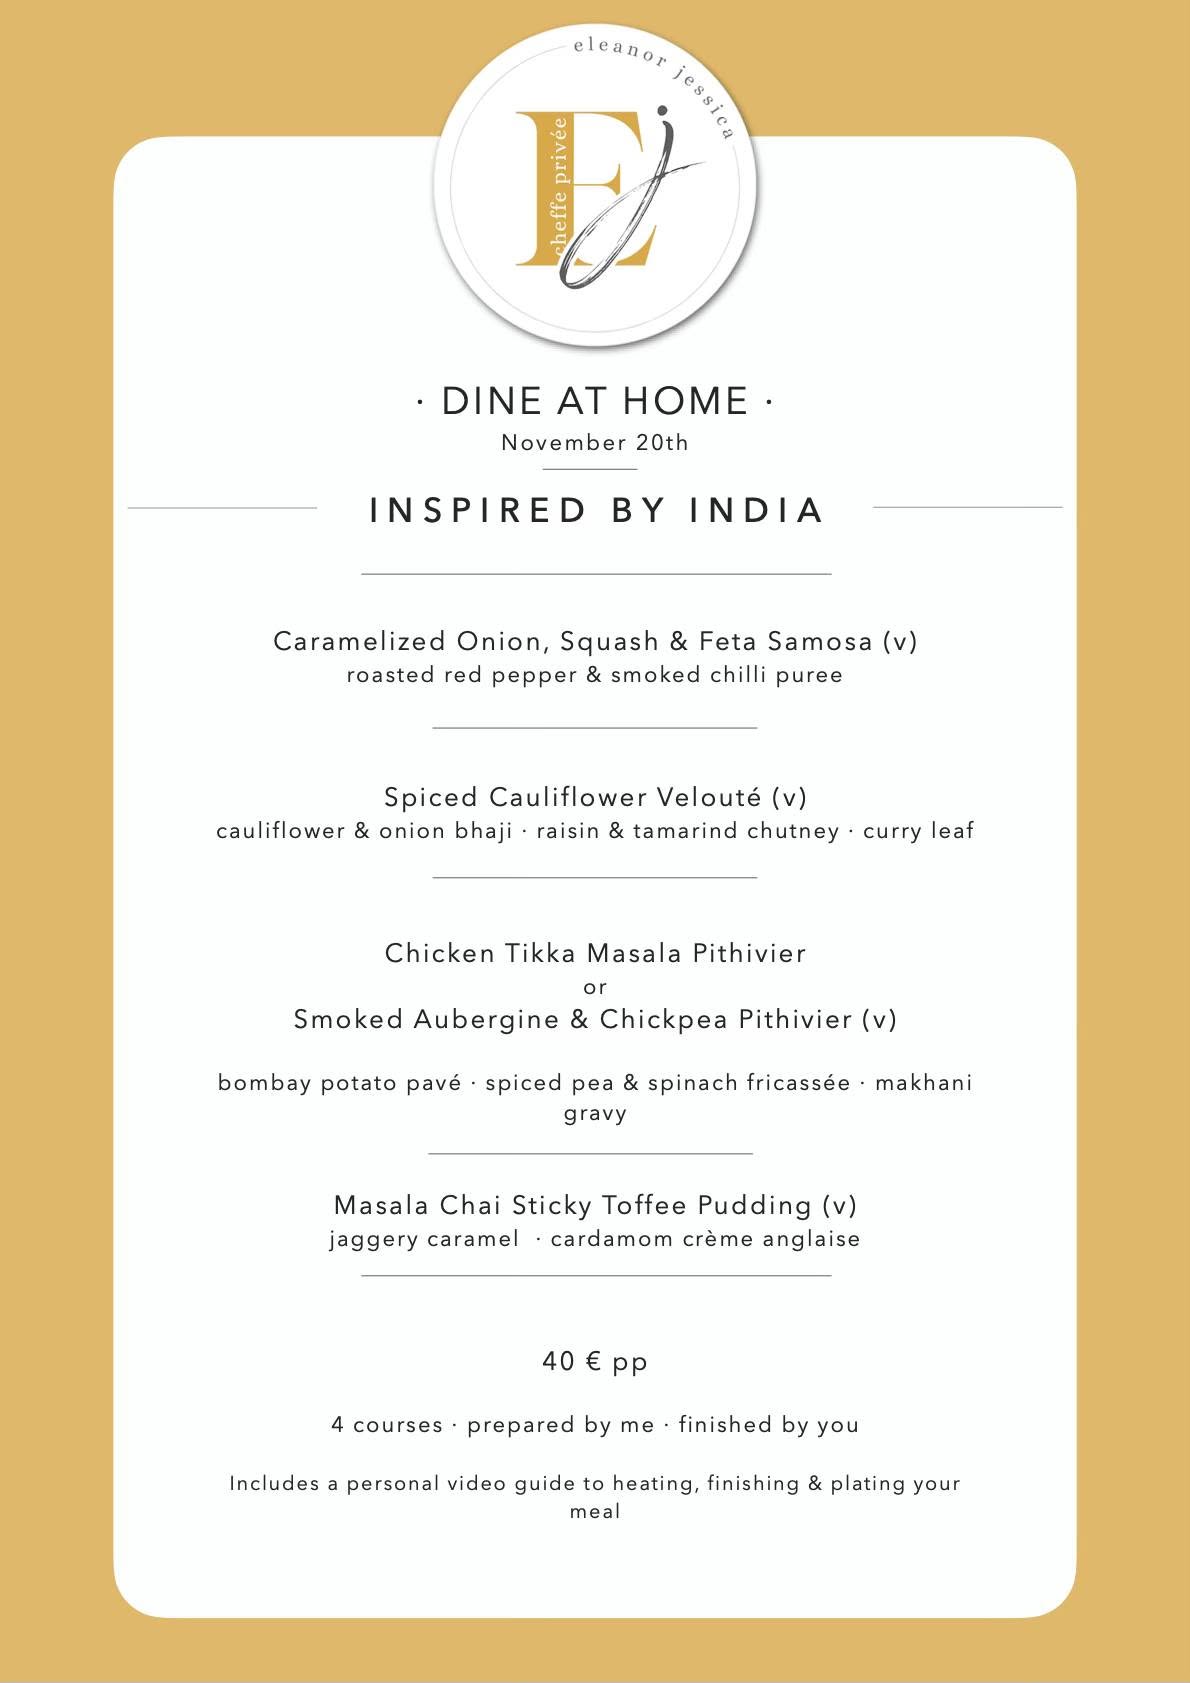 eleanor jessica
E
cheffe privée
j
· DINE AT HOME ·
November 20th
INSPIRED BY INDIA
Caramelized Onion, Squash & Feta Samosa (v)
roasted red pepper & smoked chilli puree
Spiced Cauliflower Velouté (v)
cauliflower & onion bhaji · raisin & tamarind chutney · curry leaf
Chicken Tikka Masala Pithivier
or
Smoked Aubergine & Chickpea Pithivier (v)
bombay potato pavé · spiced pea & spinach fricassée · makhani
gravy
Masala Chai Sticky Toffee Pudding (v)
jaggery caramel · cardamom crème anglaise
40 € pp
4 courses · prepared by me · finished by you
Includes a personal video guide to heating, finishing & plating your
meal